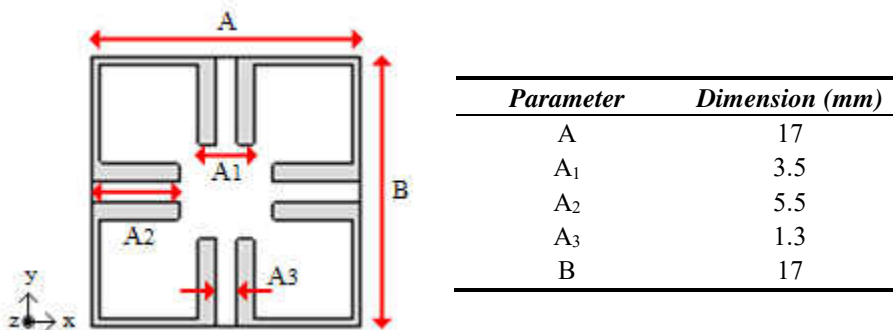 A
A1
B
A2
A3
y
z x
Parameter Dimension (mm)
A 17
A₁ 3.5
A₂ 5.5
A₃ 1.3
B 17